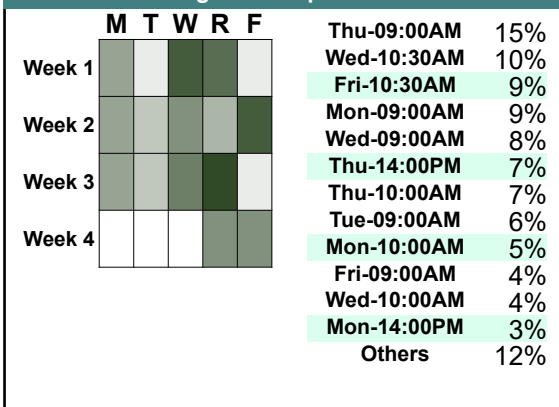 M T W R F
Week 1
Week 2
Week 3
Week 4
Thu-09:00AM 15%
Wed-10:30AM 10%
Fri-10:30AM 9%
Mon-09:00AM 9%
Wed-09:00AM 8%
Thu-14:00PM 7%
Thu-10:00AM 7%
Tue-09:00AM 6%
Mon-10:00AM 5%
Fri-09:00AM 4%
Wed-10:00AM 4%
Mon-14:00PM 3%
Others 12%